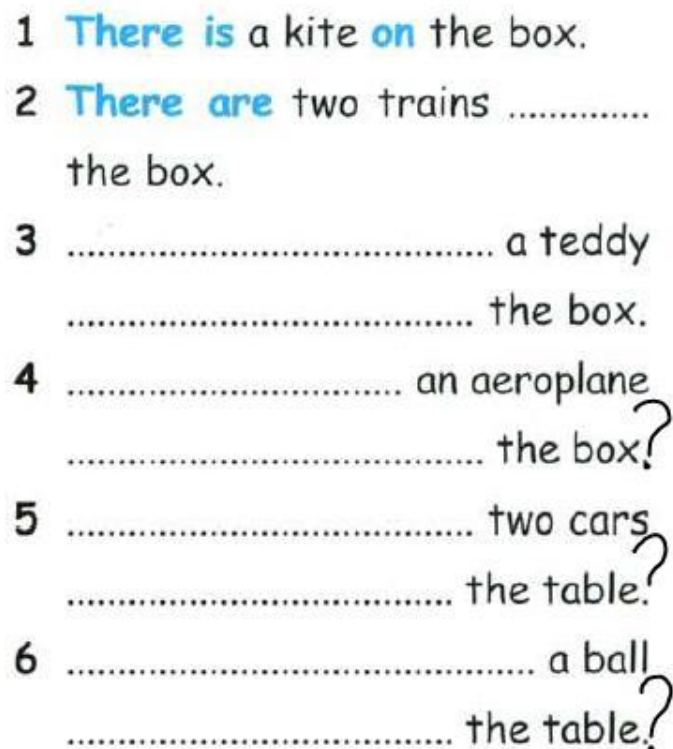 1 There is a kite on the box.
2 There are two trains ..............
the box.
3 .......................................... a teddy
........................................ the box.
4 ................................. an aeroplane
......................................... the box?
5 ........................................ two cars
...................................... the table?
6 .............................................. a ball
...................................... the table?